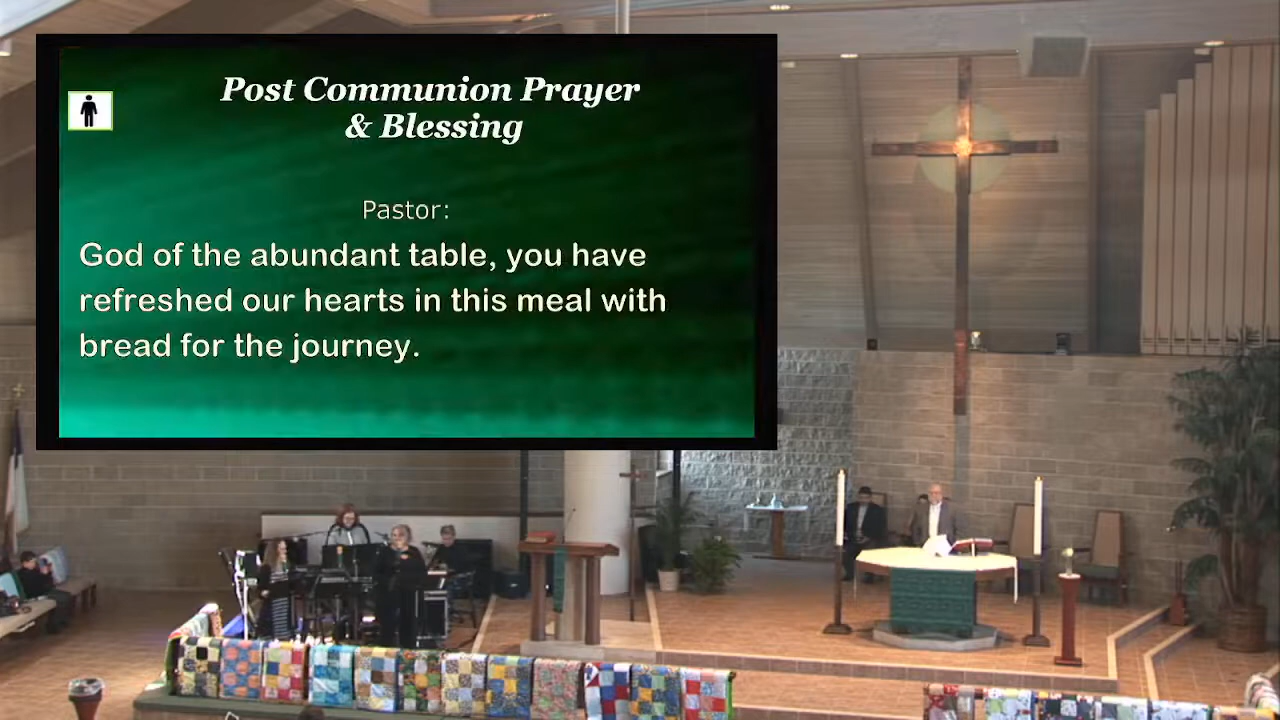 Post Communion Prayer
& Blessing
Pastor:
God of the abundant table, you have
refreshed our hearts in this meal with
bread for the journey.